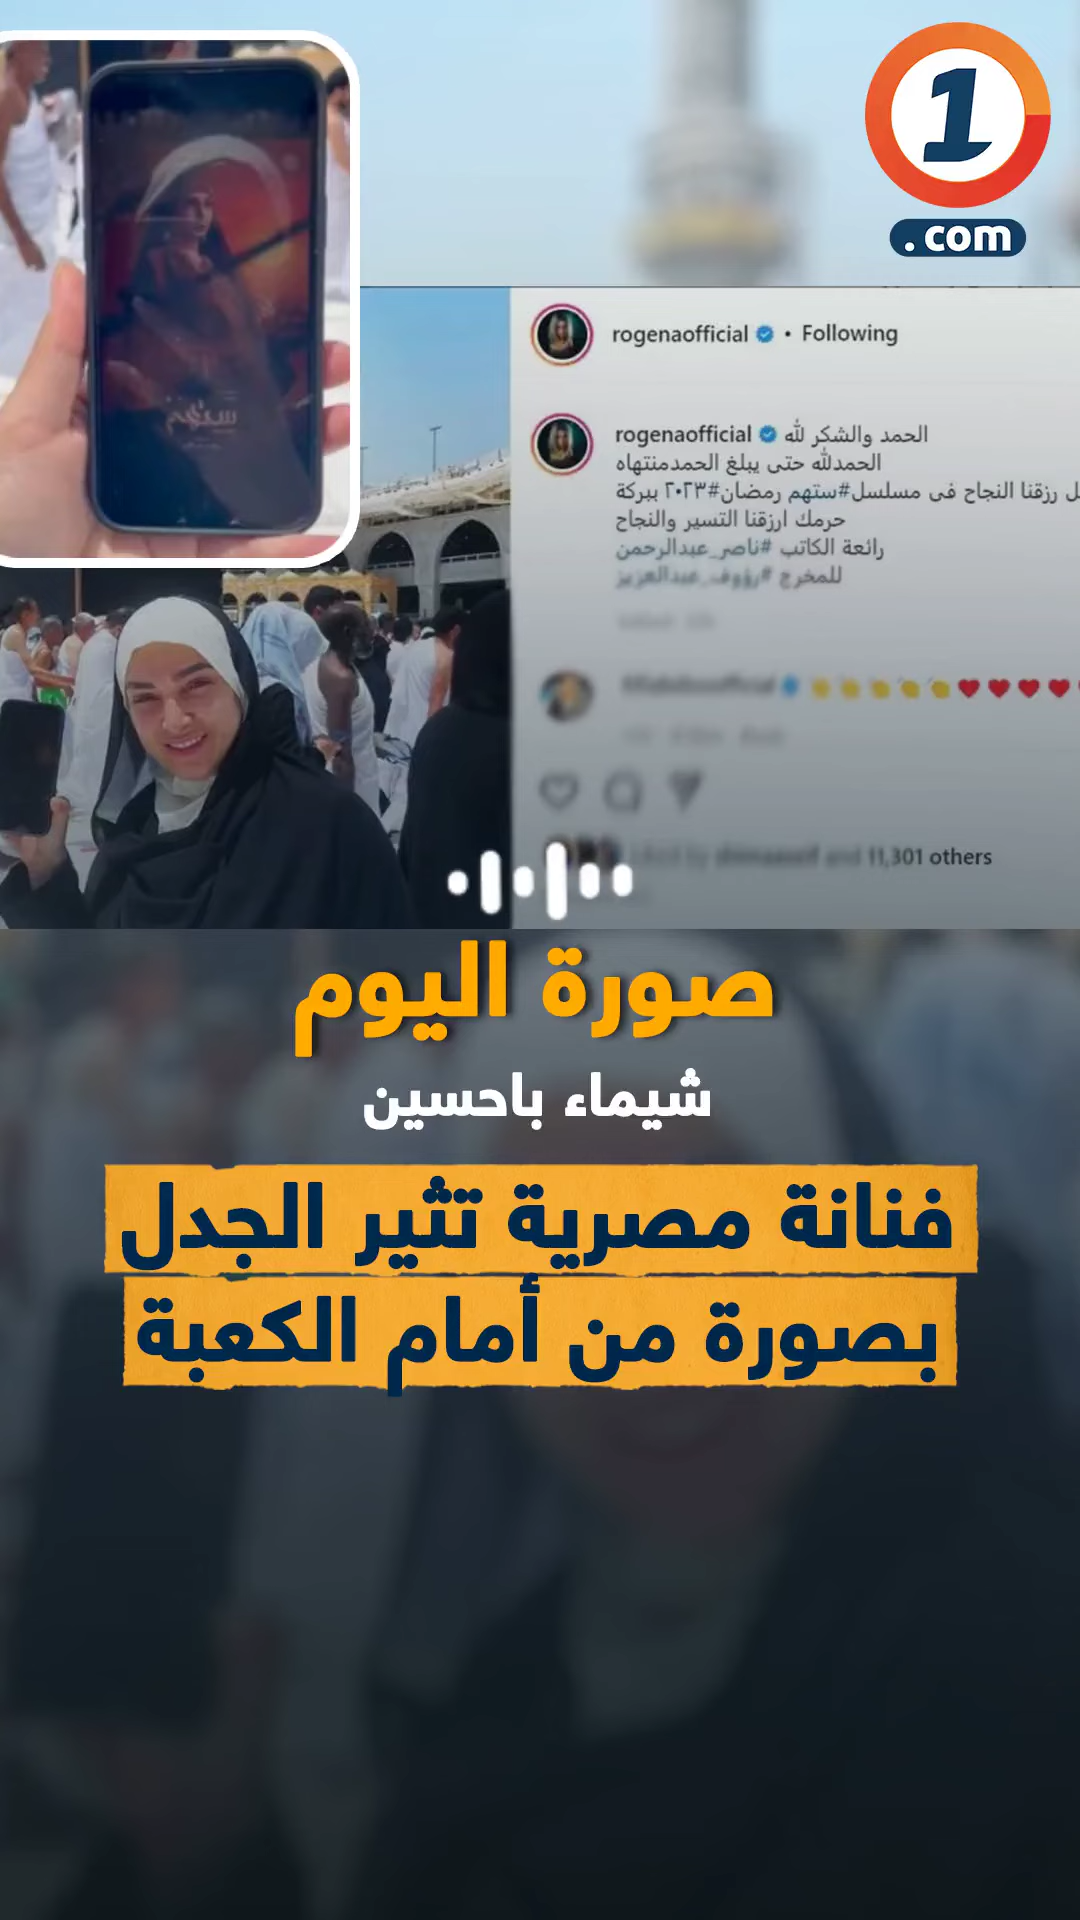 1
.com
ستهم
rogenaofficial • Following
rogenaofficial الحمد والشكر لله
الحمدلله حتى يبلغ الحمدمنتهاه
رزقنا النجاح فى مسلسل#ستهم رمضان#٢٠٢٣ ببركة
حرمك ارزقنا التسير والنجاح
رائعة الكاتب #ناصر_عبدالرحمن
للمخرج #رؤوف_عبدالعزيز
and 11,301 others
صورة اليوم
شيماء باحسين
فنانة مصرية تثير الجدل
بصورة من أمام الكعبة